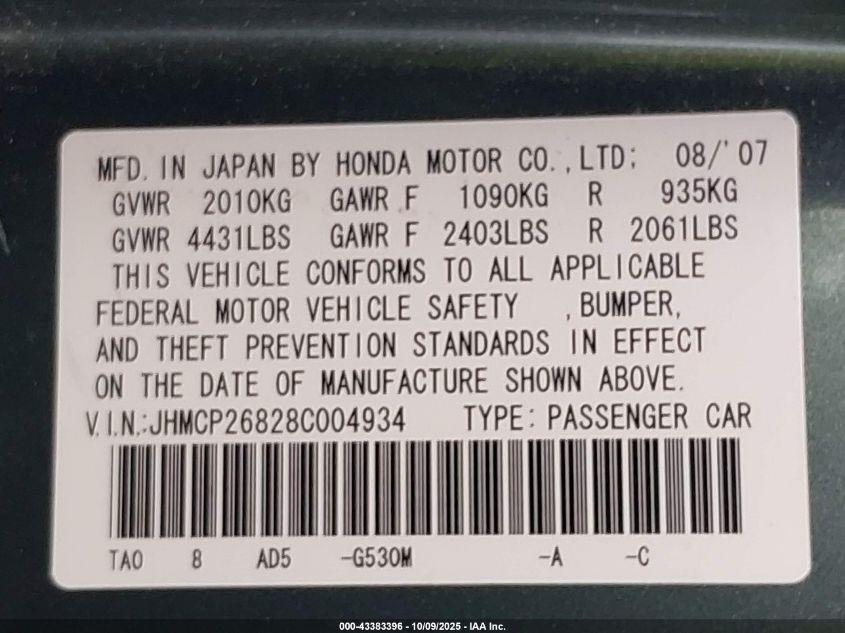 MFD. IN JAPAN BY HONDA MOTOR CO.,LTD; 08/'07
GVWR 2010KG GAWR F 1090KG R 935KG
GVWR 4431LBS GAWR F 2403LBS R 2061LBS
THIS VEHICLE CONFORMS TO ALL APPLICABLE
FEDERAL MOTOR VEHICLE SAFETY ,BUMPER,
AND THEFT PREVENTION STANDARDS IN EFFECT
ON THE DATE OF MANUFACTURE SHOWN ABOVE.
V.I.N.:JHMCP26828C004934 TYPE: PASSENGER CAR
TA0 8 AD5 -G530M -A -C
000-43383396 - 10/09/2025 - IAA Inc.